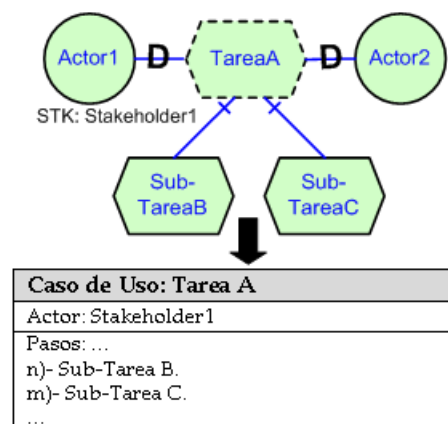 Actor1
D
TareaA
D
Actor2
STK: Stakeholder1
Sub-
TareaB
Sub-
TareaC
Caso de Uso: Tarea A
Actor: Stakeholder1
Pasos: ...
n)- Sub-Tarea B.
m)- Sub-Tarea C.
...